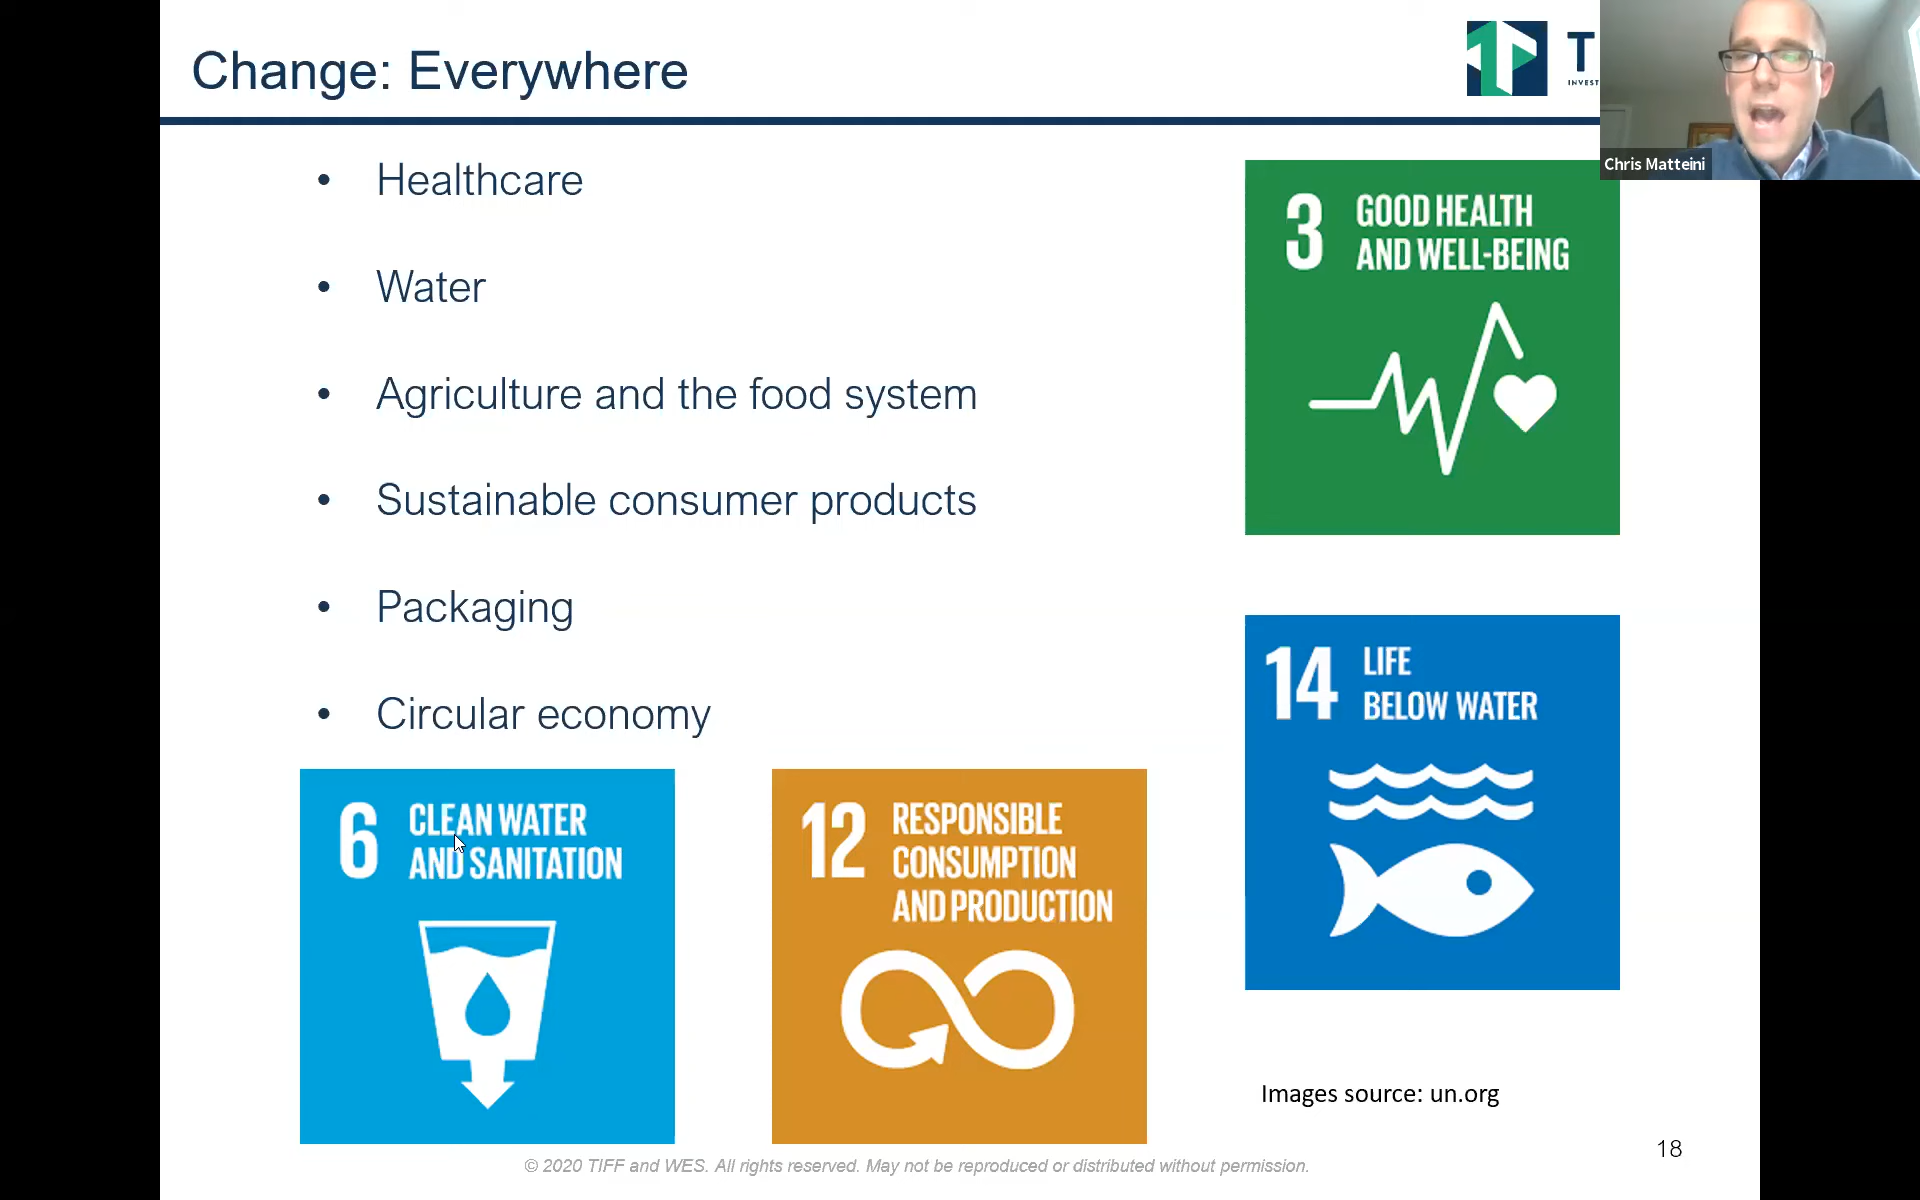 Change: Everywhere
T
INVEST
Chris Matteini
• Healthcare
• Water
• Agriculture and the food system
• Sustainable consumer products
• Packaging
• Circular economy
3 GOOD HEALTH
AND WELL-BEING
14 LIFE
BELOW WATER
6 CLEAN WATER
AND SANITATION
12 RESPONSIBLE
CONSUMPTION
AND PRODUCTION
Images source: un.org
18
© 2020 TIFF and WES. All rights reserved. May not be reproduced or distributed without permission.